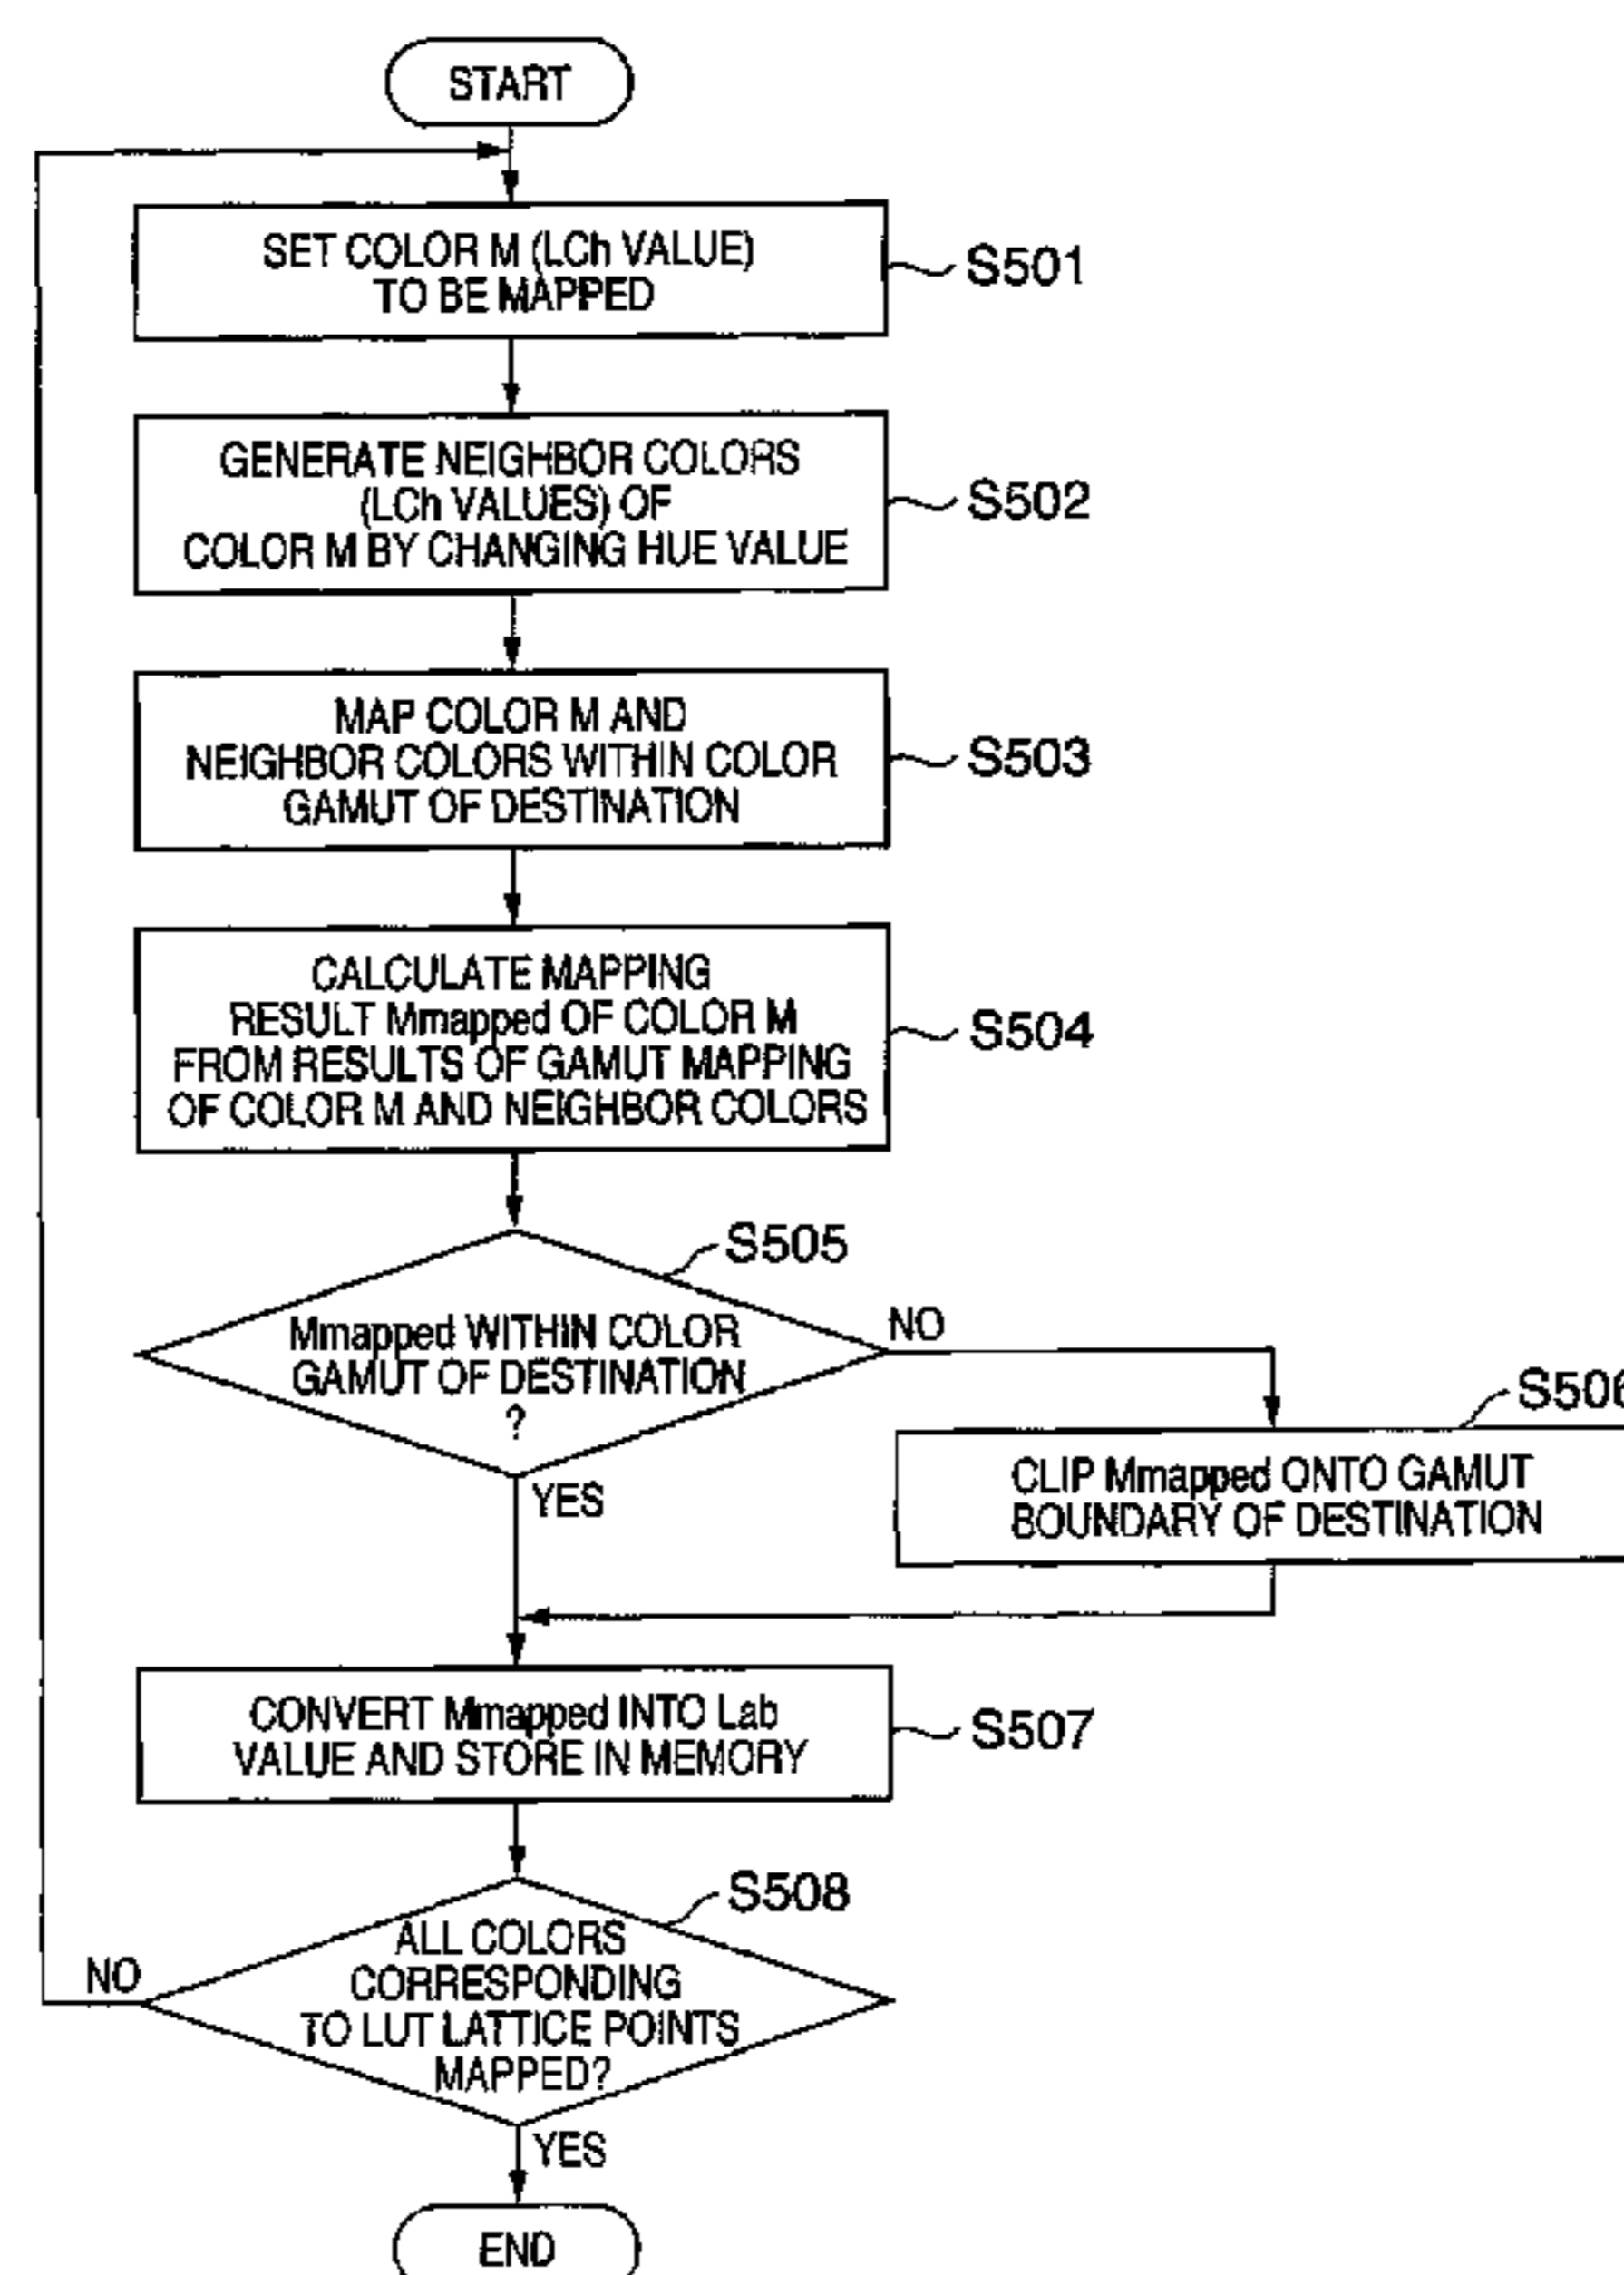 START
SET COLOR M (LCh VALUE)
TO BE MAPPED
S501
GENERATE NEIGHBOR COLORS
(LCh VALUES) OF
COLOR M BY CHANGING HUE VALUE
S502
MAP COLOR M AND
NEIGHBOR COLORS WITHIN COLOR
GAMUT OF DESTINATION
S503
CALCULATE MAPPING
RESULT Mmapped OF COLOR M
FROM RESULTS OF GAMUT MAPPING
OF COLOR M AND NEIGHBOR COLORS
S504
S505
Mmapped WITHIN COLOR
GAMUT OF DESTINATION
?
NO
YES
S506
CLIP Mmapped ONTO GAMUT
BOUNDARY OF DESTINATION
CONVERT Mmapped INTO Lab
VALUE AND STORE IN MEMORY
S507
S508
ALL COLORS
CORRESPONDING
TO LUT LATTICE POINTS
MAPPED?
NO
YES
END